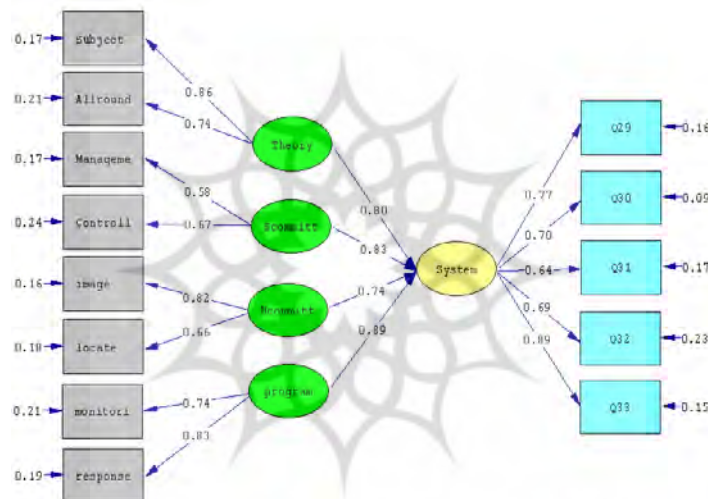 0.17
subject
0.21
Allround
0.17
Manageme
0.24
Controll
0.16
image
0.18
locate
0.21
monitori
0.19
response
0.86
0.74
0.58
0.67
0.82
0.66
0.74
0.83
Theory
Scommitt
Ncommitt
program
0.80
0.83
0.74
0.89
System
0.77
0.70
0.64
0.69
0.89
Q29
0.16
Q30
0.09
Q31
0.17
Q32
0.23
Q33
0.15